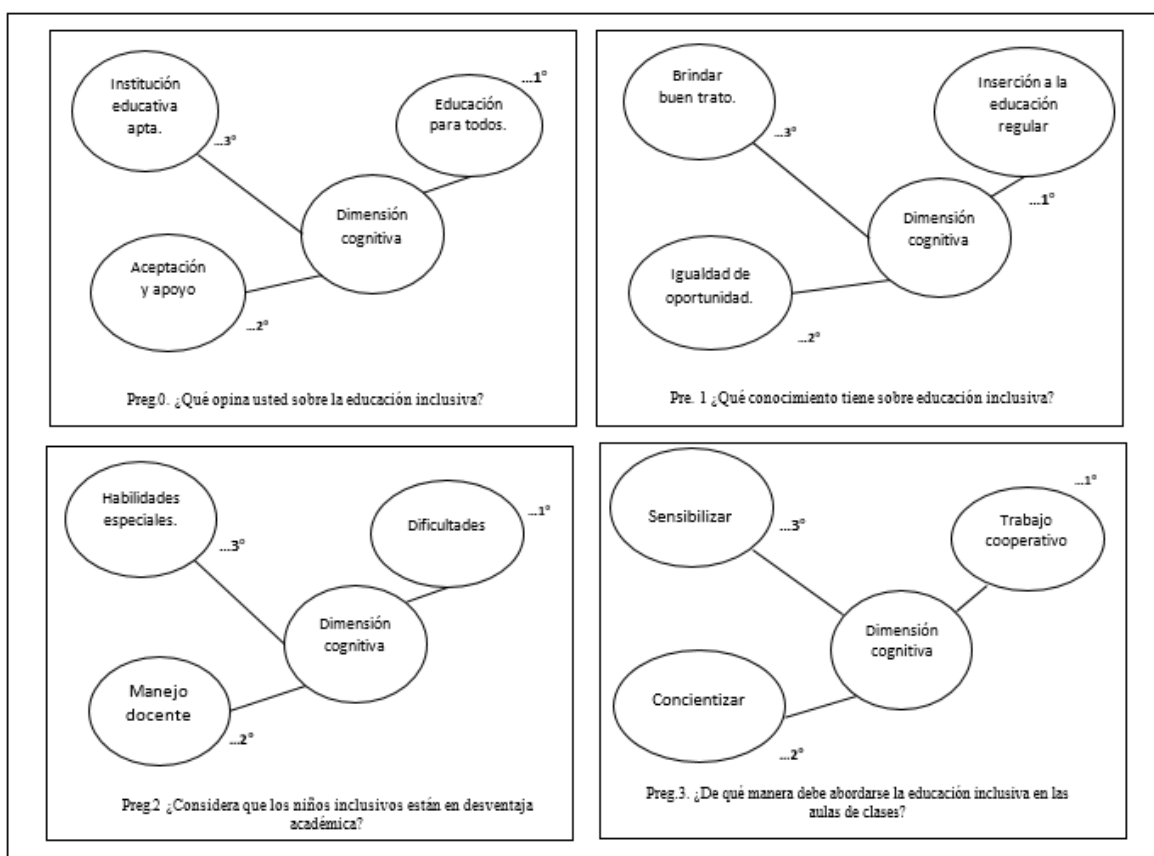 Institución
educativa
apta.
...3°
...1°
Educación
para todos.
Dimensión
cognitiva
Aceptación
y apoyo
...2°
Preg.0. ¿Qué opina usted sobre la educación inclusiva?
Brindar
buen trato.
...3°
Inserción a la
educación
regular
...1°
Dimensión
cognitiva
Igualdad de
oportunidad.
...2°
Pre. 1 ¿Qué conocimiento tiene sobre educación inclusiva?
Habilidades
especiales.
...3°
Dificultades
...1°
Dimensión
cognitiva
Manejo
docente
...2°
Preg.2 ¿Considera que los niños inclusivos están en desventaja
académica?
Sensibilizar
...3°
...1°
Trabajo
cooperativo
Dimensión
cognitiva
Concientizar
...2°
Preg.3. ¿De qué manera debe abordarse la educación inclusiva en las
aulas de clases?